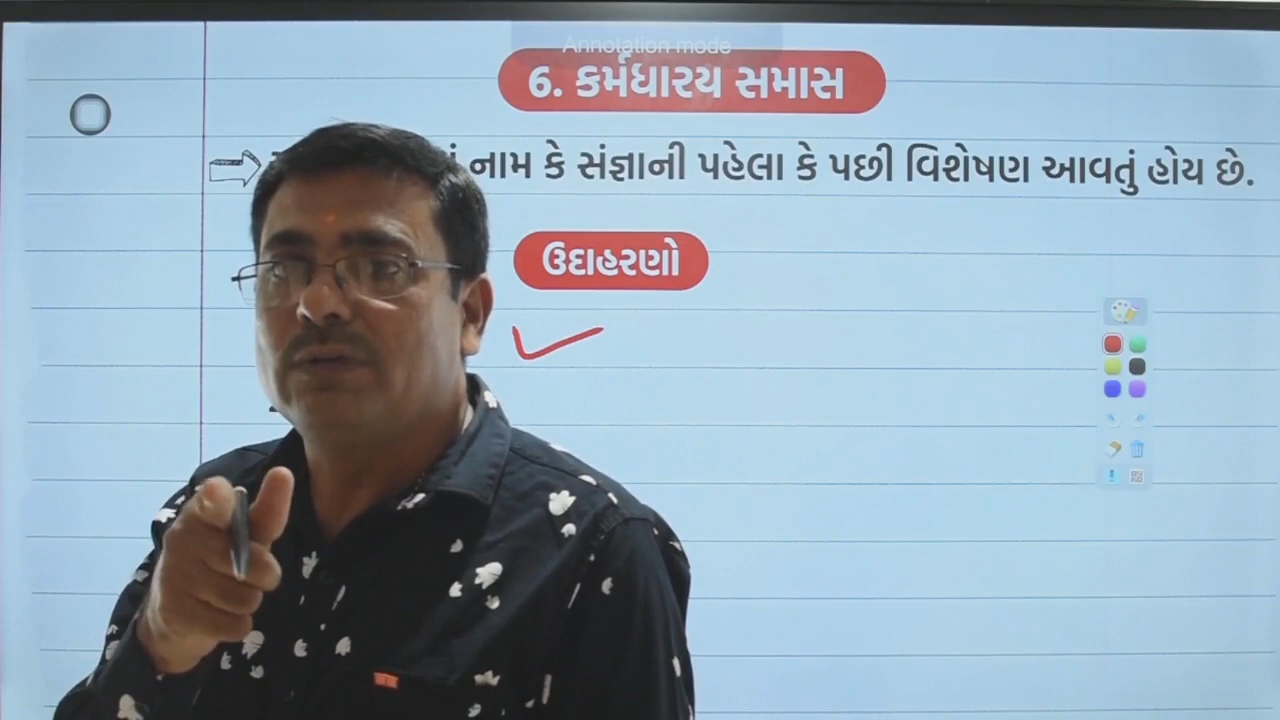 Annotation mode
6. કર્મધારય સમાસ
નામ કે સંજ્ઞાની પહેલા કે પછી વિશેષણ આવતું હોય છે.
ઉદાહરણો